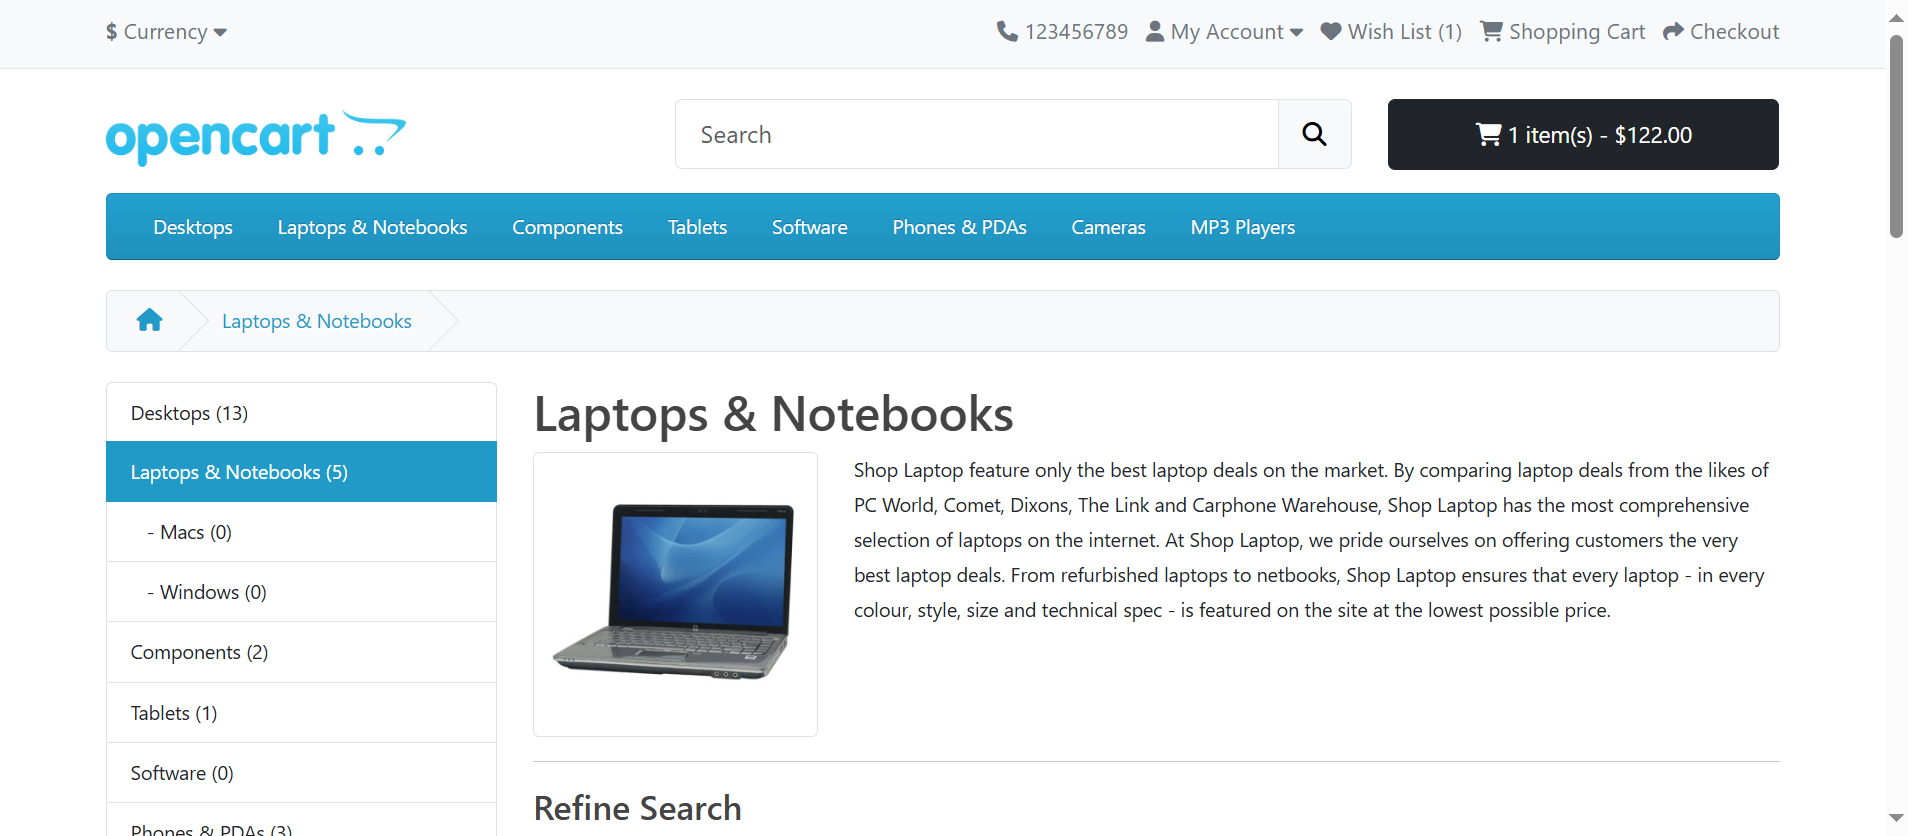 $ Currency
123456789 My Account Wish List (1) Shopping Cart Checkout
opencart
Search
1 item(s) - $122.00
Desktops Laptops & Notebooks Components Tablets Software Phones & PDAs Cameras MP3 Players
Laptops & Notebooks
Desktops (13)
Laptops & Notebooks (5)
- Macs (0)
- Windows (0)
Components (2)
Tablets (1)
Software (0)
Phones & PDAs (3)
Laptops & Notebooks
Shop Laptop feature only the best laptop deals on the market. By comparing laptop deals from the likes of
PC World, Comet, Dixons, The Link and Carphone Warehouse, Shop Laptop has the most comprehensive
selection of laptops on the internet. At Shop Laptop, we pride ourselves on offering customers the very
best laptop deals. From refurbished laptops to netbooks, Shop Laptop ensures that every laptop - in every
colour, style, size and technical spec - is featured on the site at the lowest possible price.
Refine Search